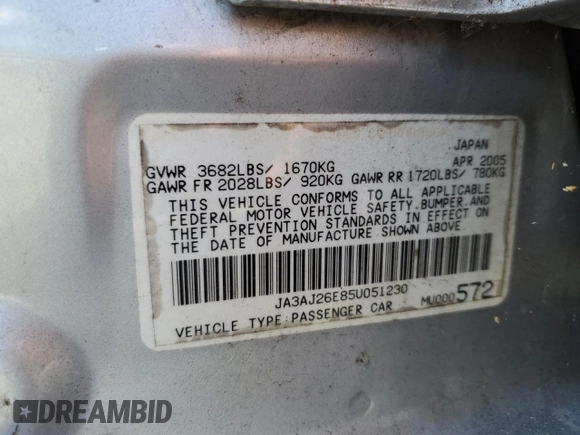 JAPAN
GVWR 3682LBS/ 1670KG APR 2005
GAWR FR 2028LBS/ 920KG GAWR RR 1720LBS/ 780KG
THIS VEHICLE CONFORMS TO ALL APPLICABLE
FEDERAL MOTOR VEHICLE SAFETY.BUMPER.AND
THEFT PREVENTION STANDARDS IN EFFECT ON
THE DATE OF MANUFACTURE SHOWN ABOVE.
JA3AJ26E85U051230
VEHICLE TYPE:PASSENGER CAR MU000572
DREAMBID